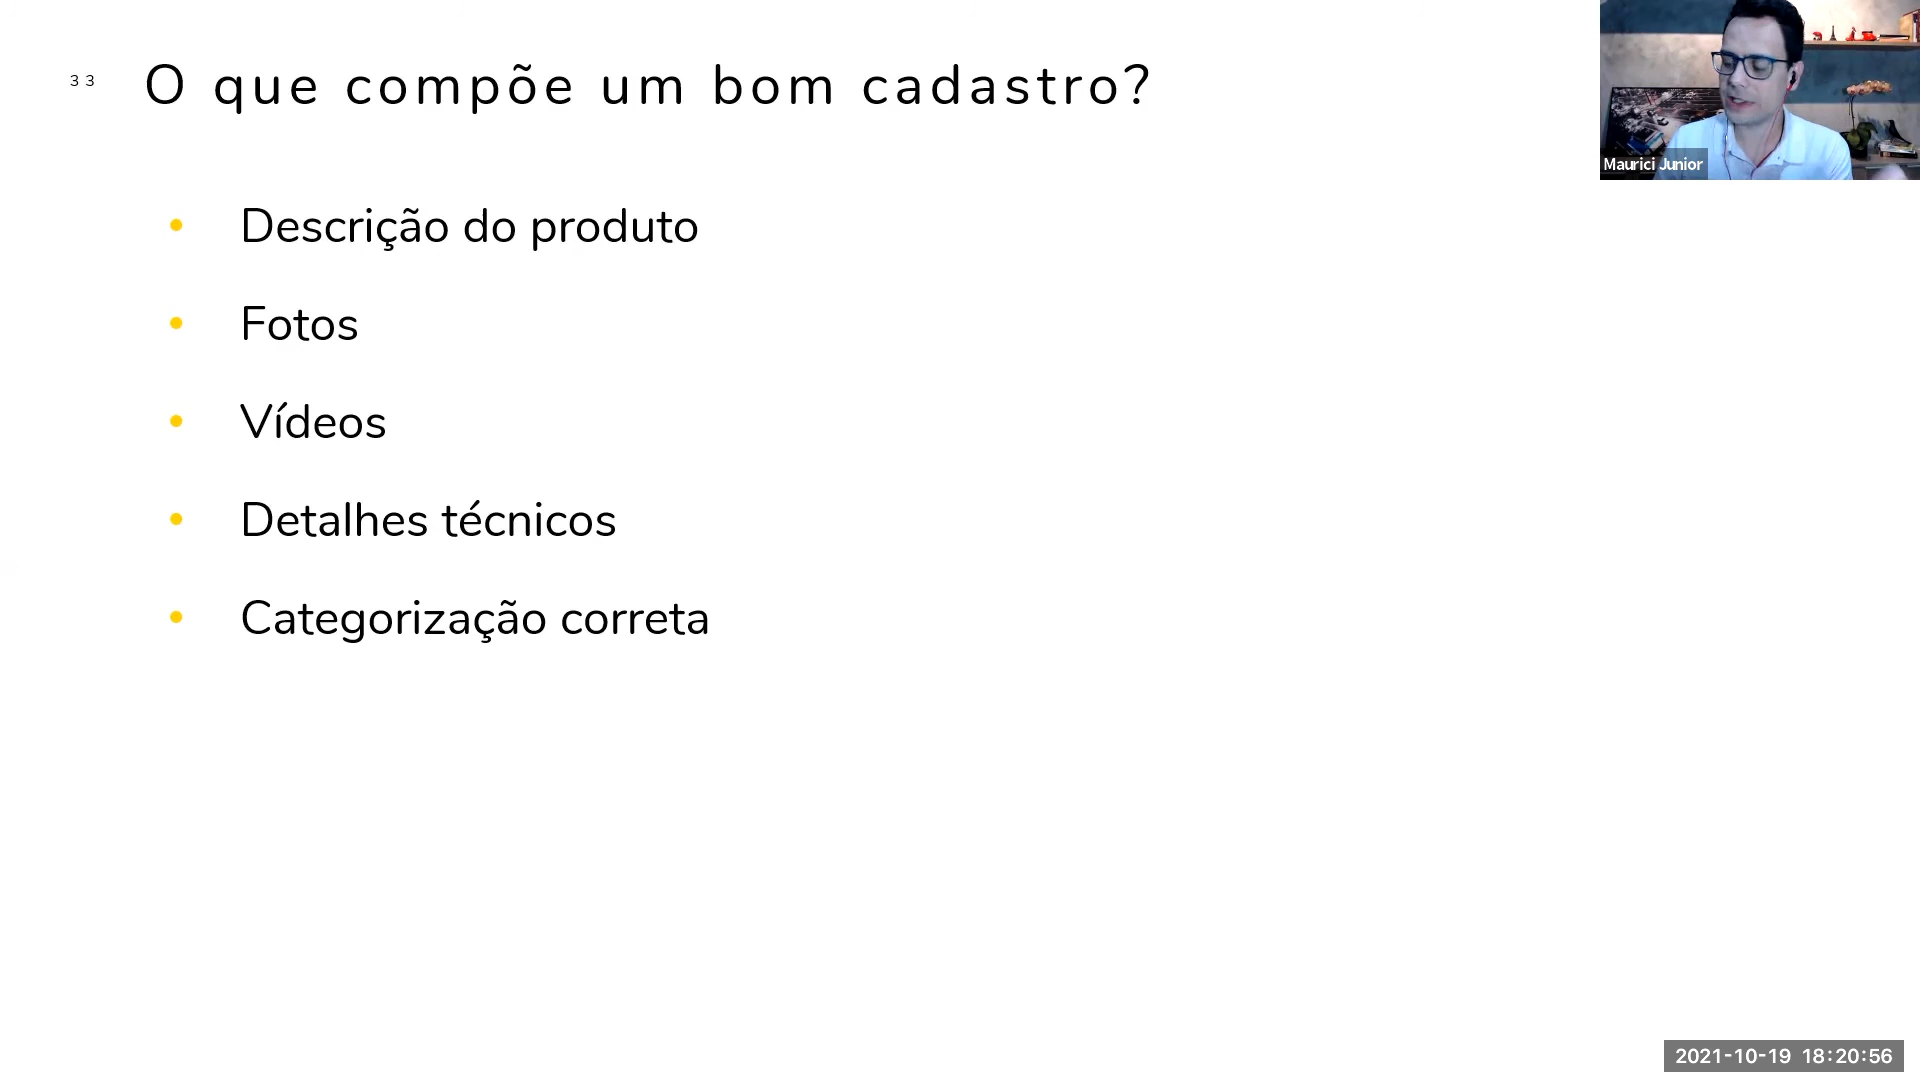 33
O que compõe um bom cadastro?
Maurici Junior
• Descrição do produto
• Fotos
• Vídeos
• Detalhes técnicos
• Categorização correta
2021-10-19 18:20:56